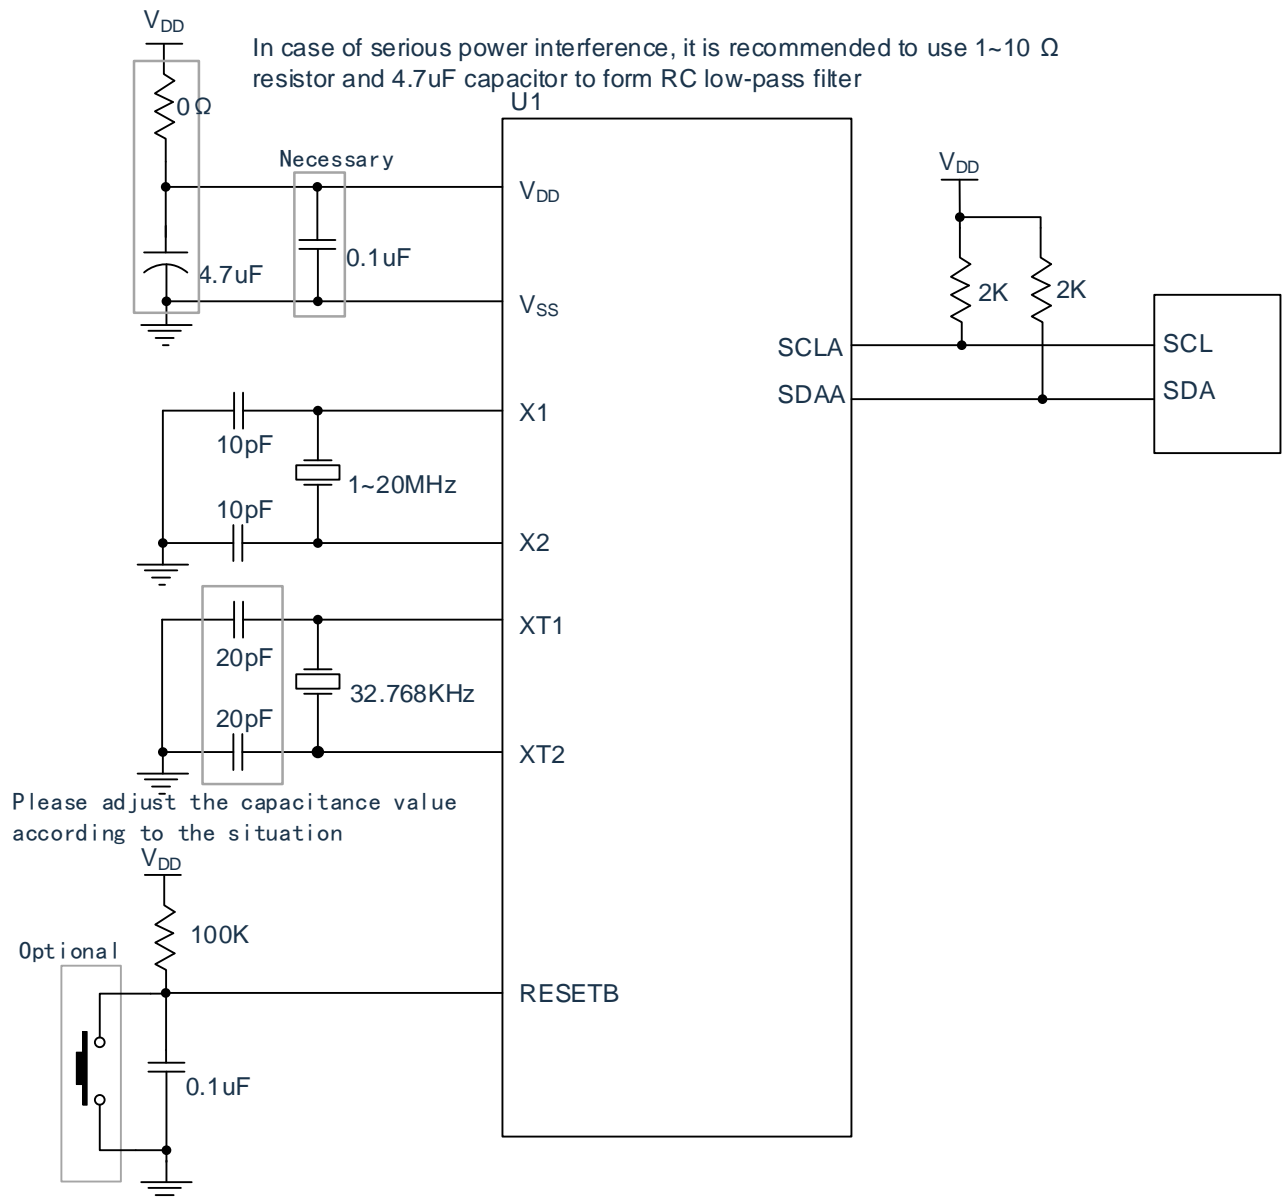 VDD
In case of serious power interference, it is recommended to use 1~10 Ω
resistor and 4.7uF capacitor to form RC low-pass filter
0Ω
U1
Necessary
VDD
VDD
0.1uF
4.7uF
2K
2K
VSS
SCLA
SCL
SDAA
SDA
X1
10pF
1~20MHz
10pF
X2
XT1
20pF
32.768KHz
20pF
XT2
Please adjust the capacitance value
according to the situation
VDD
100K
Optional
RESETB
0.1uF